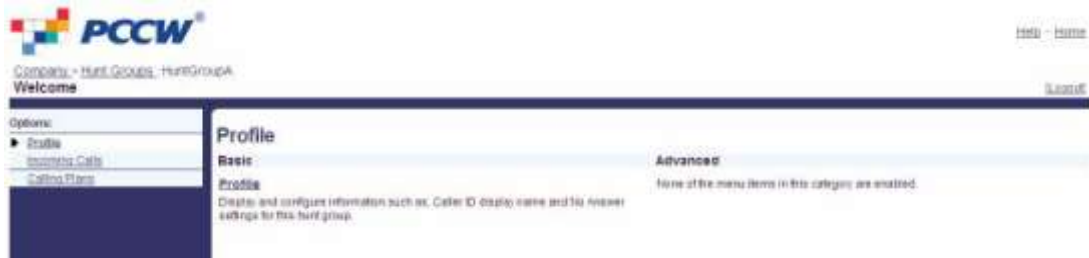 PCCW®
Help - Home
Company > Hunt Groups : HuntGroupA
Welcome
[Logout]
Options:
Profile
Profile
Incoming Calls
Basic
Advanced
Calling Plans
Profile
None of the menu items in this category are enabled.
Display and configure information such as, Caller ID display name and No Answer
settings for this hunt group.